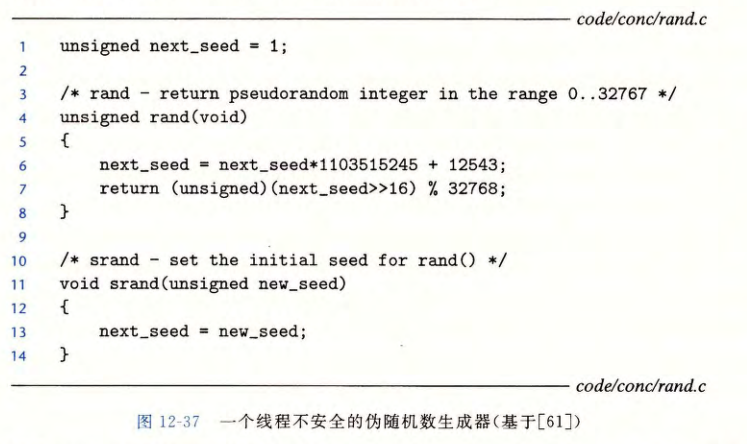 code/conc/rand.c
1 unsigned next_seed = 1;
2
3 /* rand - return pseudorandom integer in the range 0..32767 */
4 unsigned rand(void)
5 {
6     next_seed = next_seed*1103515245 + 12543;
7     return (unsigned)(next_seed>>16) % 32768;
8 }
9
10 /* srand - set the initial seed for rand() */
11 void srand(unsigned new_seed)
12 {
13     next_seed = new_seed;
14 }
code/conc/rand.c
图 12-37 一个线程不安全的伪随机数生成器(基于[61])